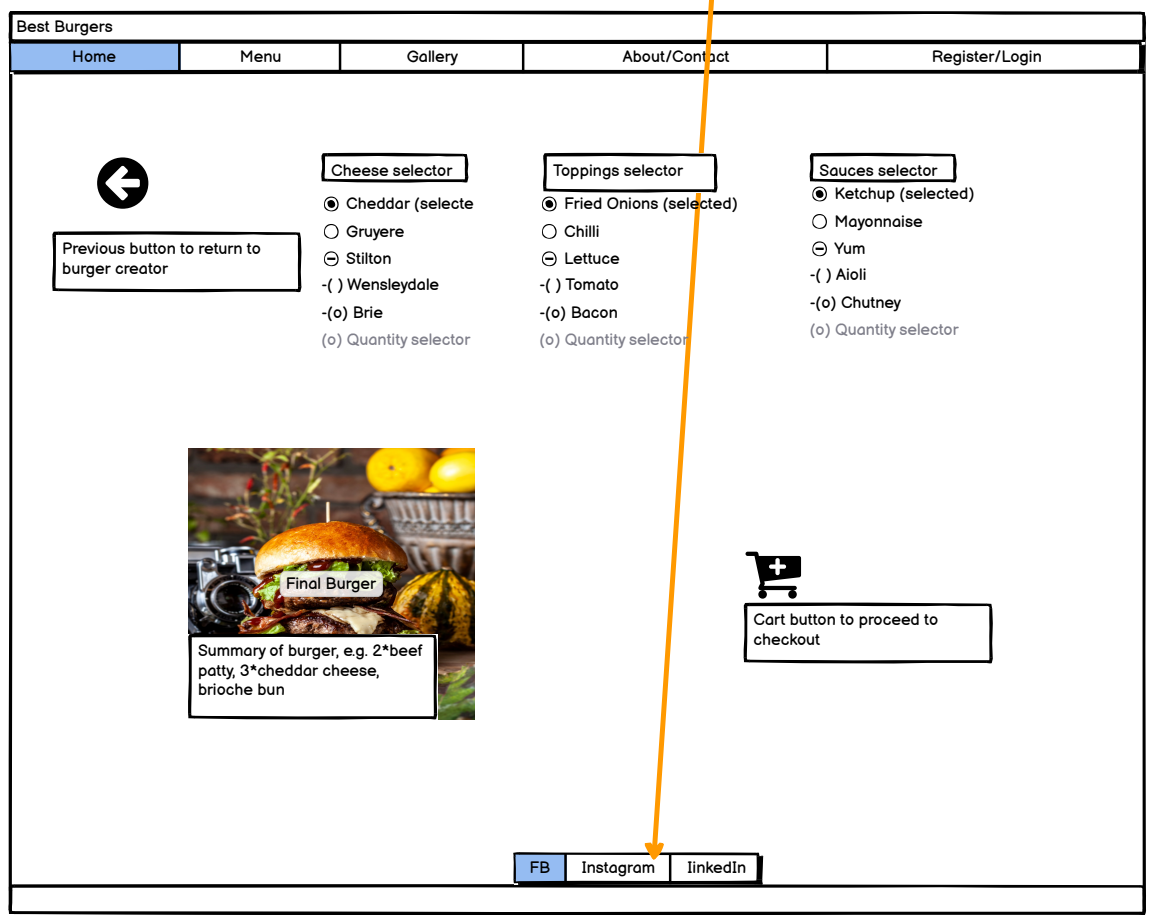 Best Burgers
Home Menu Gallery About/Contact Register/Login
Cheese selector
Cheddar (selecte
Gruyere
Stilton
-( ) Wensleydale
-(o) Brie
(o) Quantity selector
Toppings selector
Fried Onions (selected)
Chilli
Lettuce
-( ) Tomato
-(o) Bacon
(o) Quantity selector
Sauces selector
Ketchup (selected)
Mayonnaise
Yum
-( ) Aioli
-(o) Chutney
(o) Quantity selector
Previous button to return to
burger creator
Final Burger
Summary of burger, e.g. 2*beef
patty, 3*cheddar cheese,
brioche bun
Cart button to proceed to
checkout
FB Instagram IinkedIn